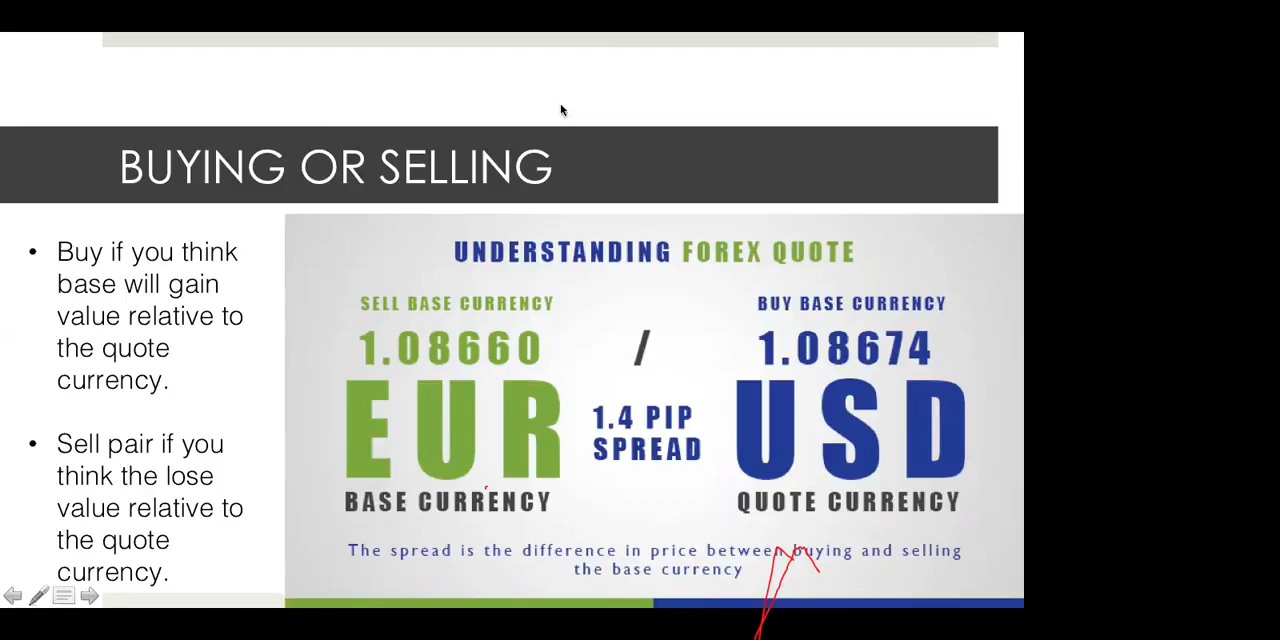 BUYING OR SELLING
• Buy if you think
base will gain
value relative to
the quote
currency.
• Sell pair if you
think the lose
value relative to
the quote
currency.
UNDERSTANDING FOREX QUOTE
SELL BASE CURRENCY
1.08660
/
BUY BASE CURRENCY
1.08674
EUR
1.4 PIP
SPREAD
USD
BASE CURRENCY
QUOTE CURRENCY
The spread is the difference in price between buying and selling
the base currency